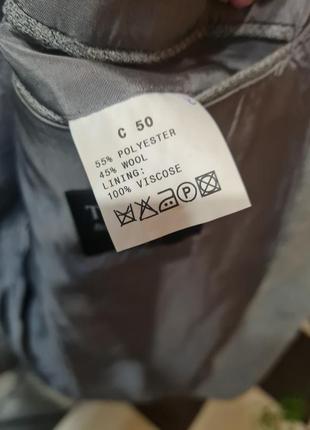 C 50
55% POLYESTER
45% WOOL
LINING:
100% VISCOSE
P
T